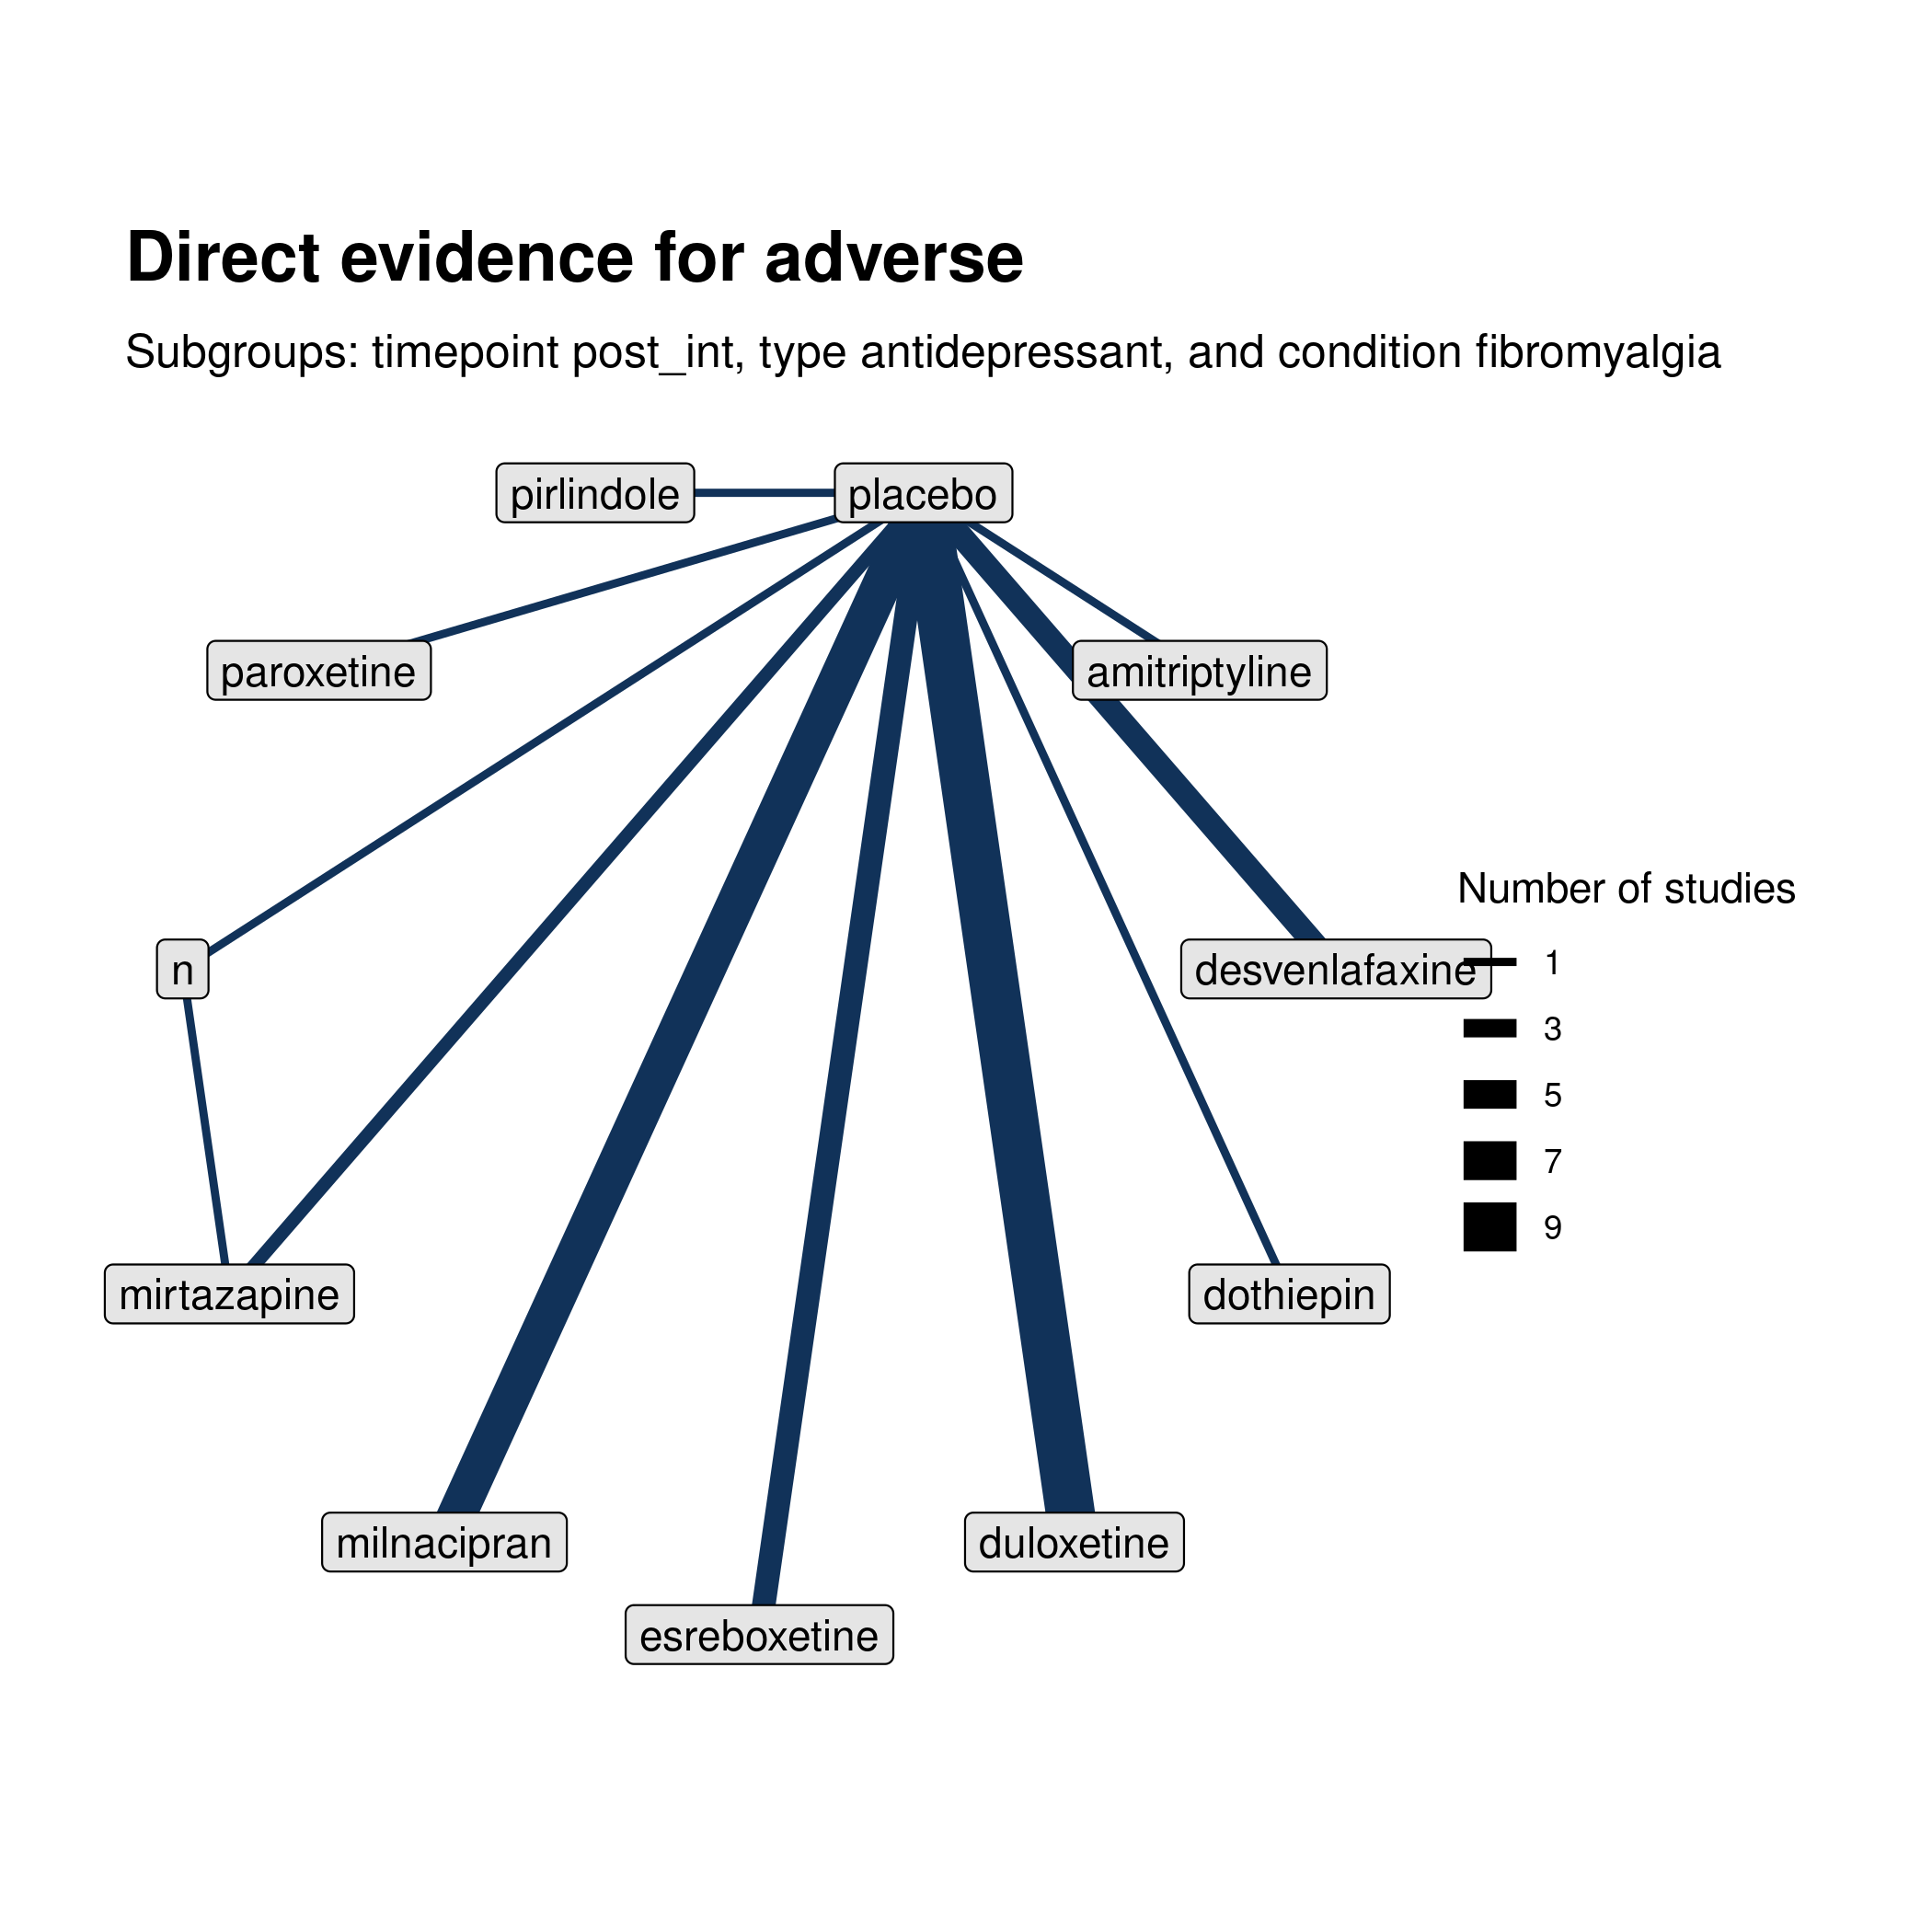 Direct evidence for adverse
Subgroups: timepoint post_int, type antidepressant, and condition fibromyalgia
pirlindole
placebo
paroxetine
amitriptyline
Number of studies
n
desvenlafaxine
1
3
5
7
9
mirtazapine
dothiepin
milnacipran
duloxetine
esreboxetine